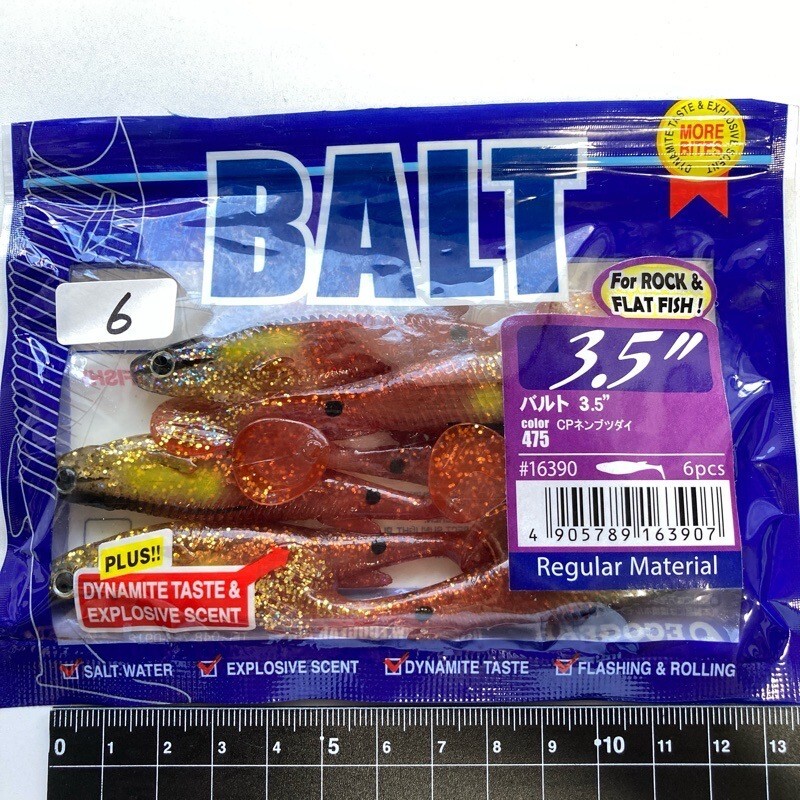 BALT
DYNAMITE TASTE & EXPLOSIVE SCENT
MORE
BITES
6
For ROCK &
FLAT FISH!
3.5"
バルト 3.5"
color
475 CPネンブツダイ
#16390 6pcs
4 905789 163907
Regular Material
PLUS!!
DYNAMITE TASTE &
EXPLOSIVE SCENT
SALT-WATER EXPLOSIVE SCENT DYNAMITE TASTE FLASHING & ROLLING
0 1 2 3 4 5 6 7 8 9 10 11 12 13